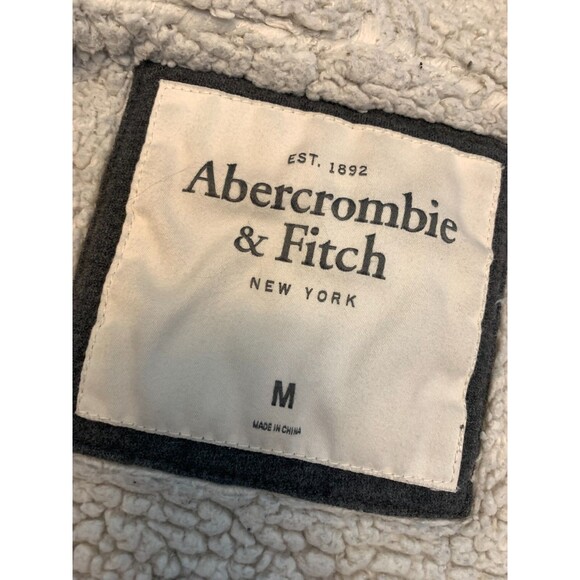 EST. 1892
Abercrombie
& Fitch
NEW YORK
M
MADE IN CHINA